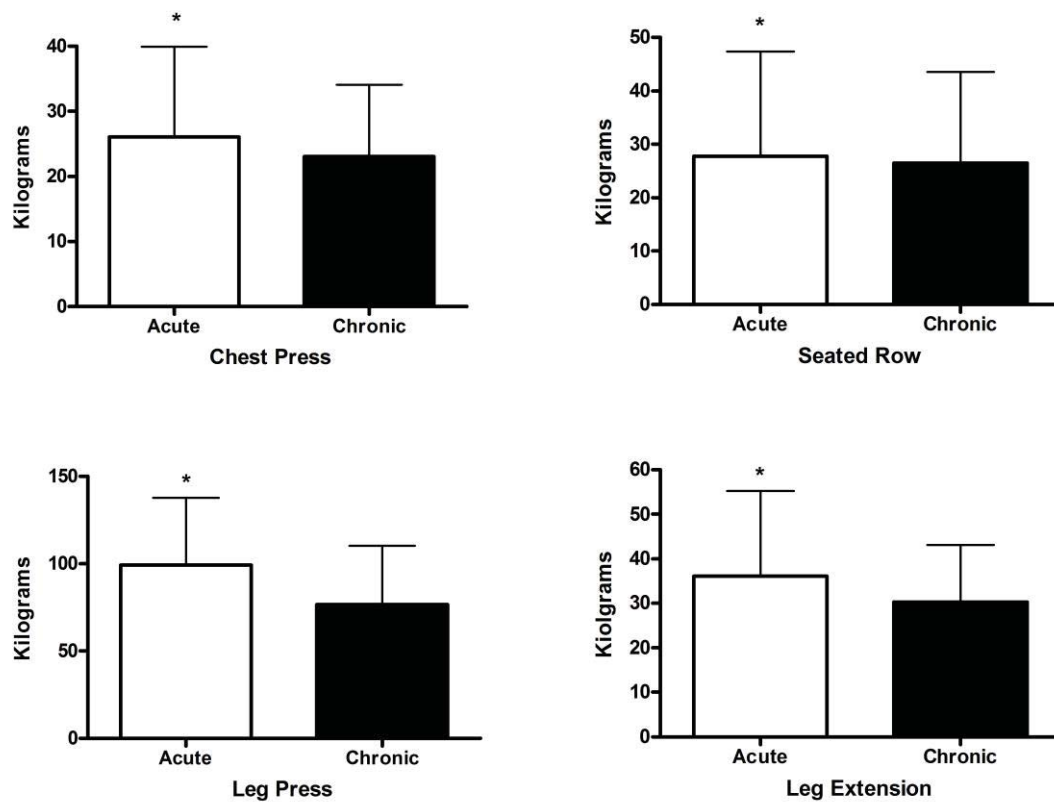 *
40
30
20
10
0
Kilograms
Acute Chronic
Chest Press
*
50
40
30
20
10
0
Kilograms
Acute Chronic
Seated Row
*
150
100
50
0
Kilograms
Acute Chronic
Leg Press
*
60
50
40
30
20
10
0
Kiolgrams
Acute Chronic
Leg Extension